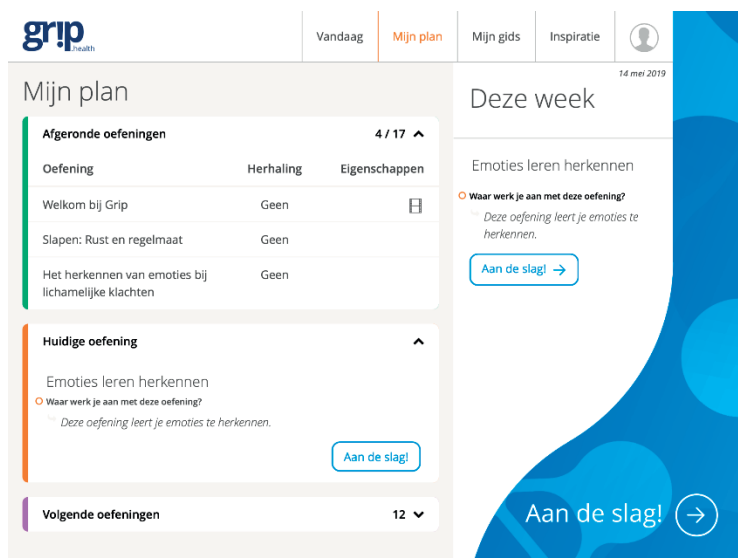 grip.health
Vandaag
Mijn plan
Mijn gids
Inspiratie
Mijn plan
Afgeronde oefeningen 4 / 17
Oefening Herhaling Eigenschappen
Welkom bij Grip Geen
Slapen: Rust en regelmaat Geen
Het herkennen van emoties bij Geen
lichamelijke klachten
Huidige oefening
Emoties leren herkennen
Waar werk je aan met deze oefening?
Deze oefening leert je emoties te herkennen.
Aan de slag!
Volgende oefeningen 12
14 mei 2019
Deze week
Emoties leren herkennen
Waar werk je aan met deze oefening?
Deze oefening leert je emoties te
herkennen.
Aan de slag! →
Aan de slag! →